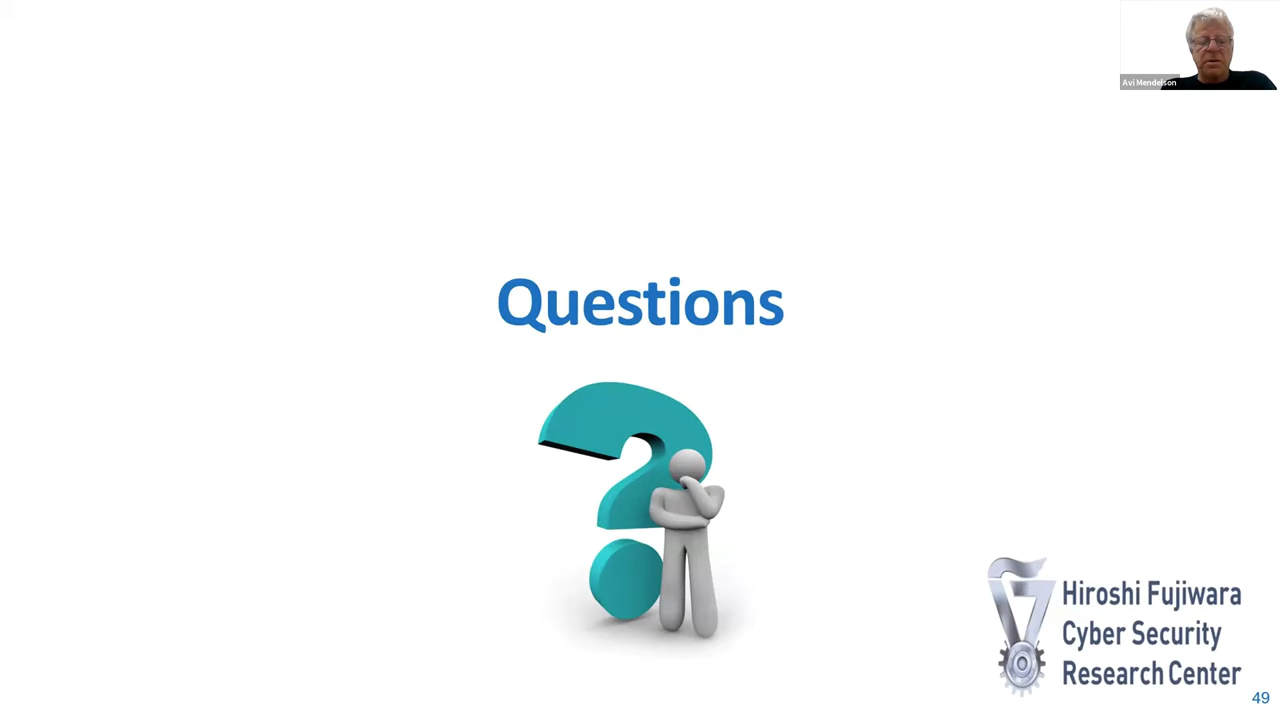 Avi Mendelson
Questions
Hiroshi Fujiwara
Cyber Security
Research Center
49